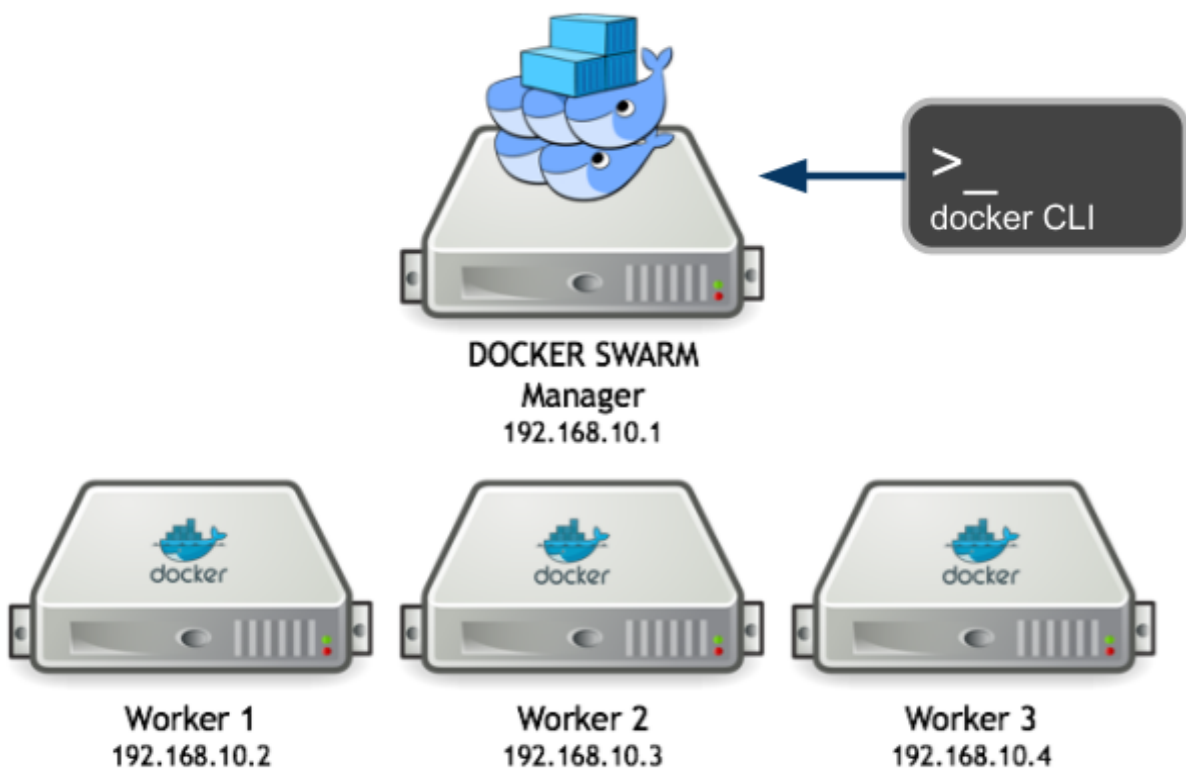 >_
docker CLI
DOCKER SWARM
Manager
192.168.10.1
docker
docker
docker
Worker 1
192.168.10.2
Worker 2
192.168.10.3
Worker 3
192.168.10.4